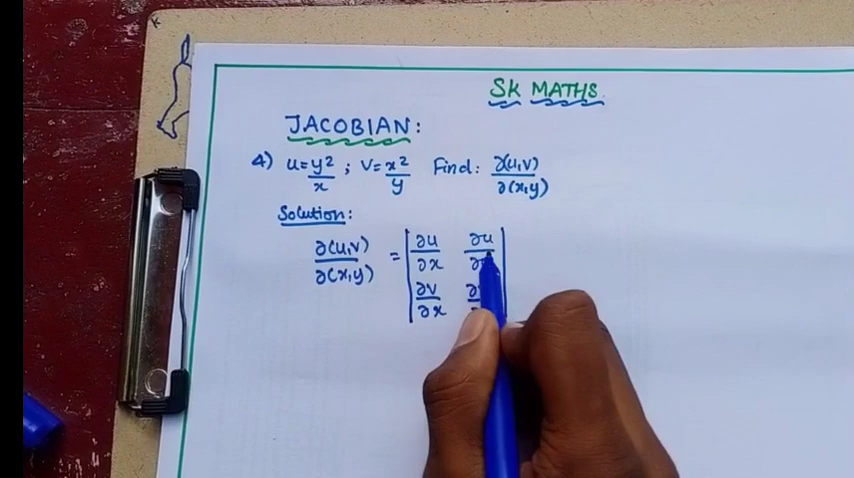 SK MATHS.
JACOBIAN:
4) u=y²/x ; v=x²/y Find: ∂(u,v)/∂(x,y)
Solution:
∂(u,v)/∂(x,y) = | ∂u/∂x ∂u/∂
∂v/∂x ∂